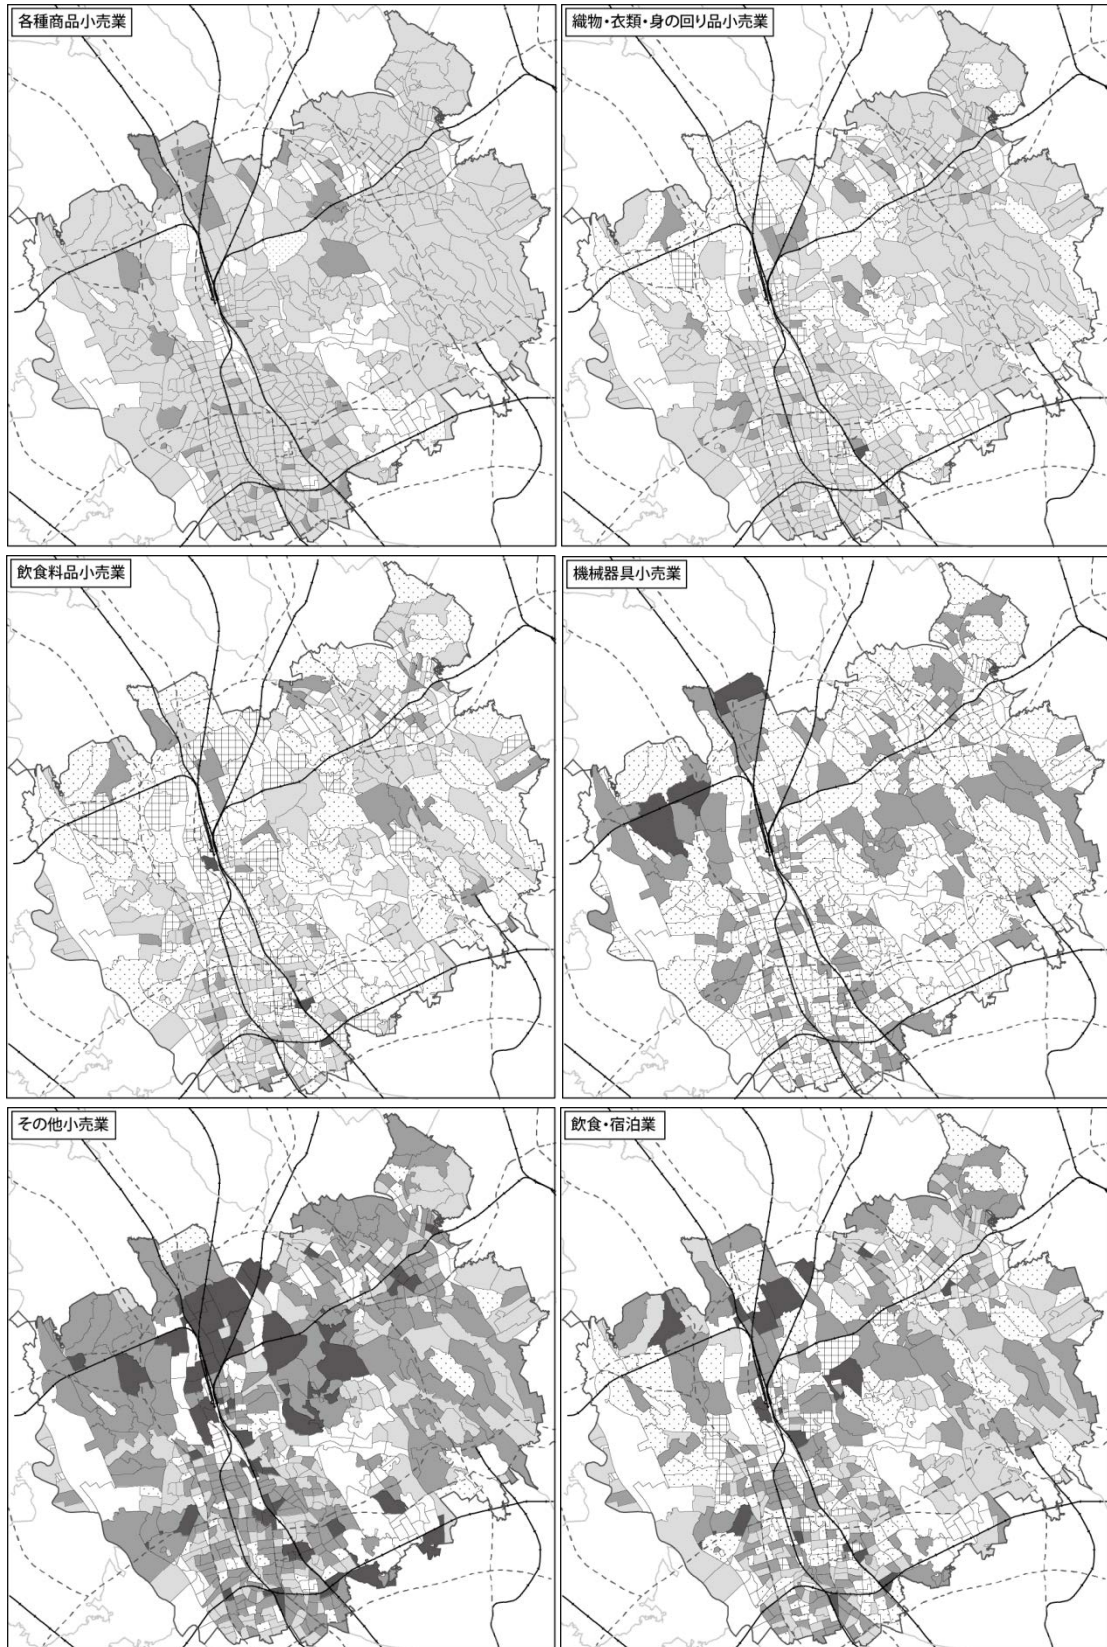 各種商品小売業
織物・衣類・身の回り品小売業
飲食料品小売業
機械器具小売業
その他小売業
飲食・宿泊業